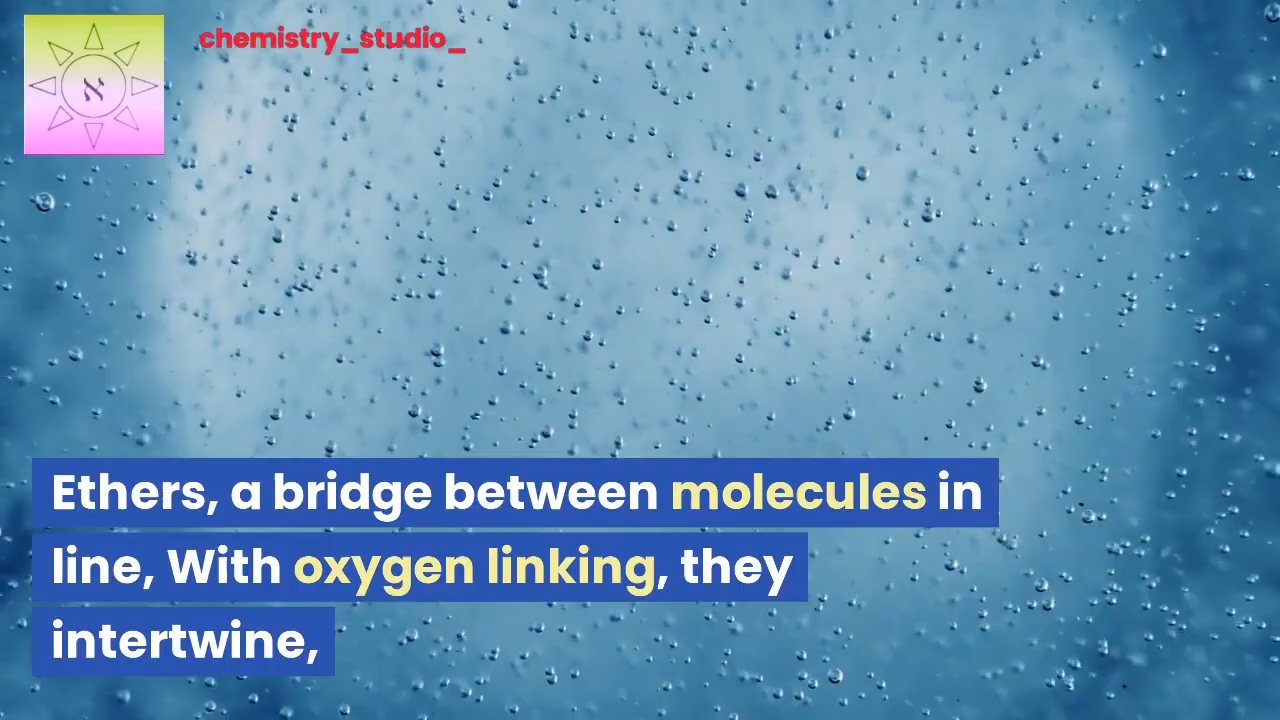 chemistry_studio_
א
Ethers, a bridge between molecules in
line, With oxygen linking, they
intertwine,